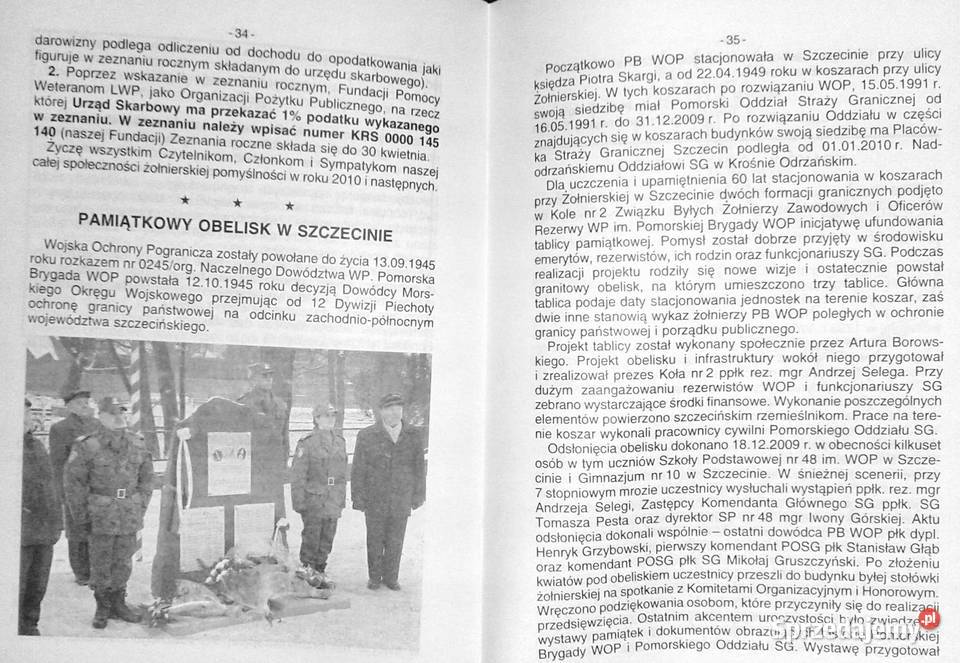 - 34 -
darowizny podlega odliczeniu od dochodu do opodatkowania jaki
figuruje w zeznaniu rocznym składanym do urzędu skarbowego).
2. Poprzez wskazanie w zeznaniu rocznym, Fundacji Pomocy
Weteranom LWP, jako Organizacji Pożytku Publicznego, na rzecz
której Urząd Skarbowy ma przekazać 1% podatku wykazanego
w zeznaniu. W zeznaniu należy wpisać numer KRS 0000 145
140 (naszej Fundacji) Zeznania roczne składa się do 30 kwietnia.
Życzę wszystkim Czytelnikom, Członkom i Sympatykom naszej
całej społeczności żołnierskiej pomyślności w roku 2010 i następnych.
★ ★ ★
PAMIĄTKOWY OBELISK W SZCZECINIE
Wojska Ochrony Pogranicza zostały powołane do życia 13.09.1945
roku rozkazem nr 0245/org. Naczelnego Dowództwa WP. Pomorska
Brygada WOP powstała 12.10.1945 roku decyzją Dowódcy Mors-
kiego Okręgu Wojskowego przejmując od 12 Dywizji Piechoty
ochronę granicy państwowej na odcinku zachodnio-północnym
województwa szczecińskiego.
- 35 -
Początkowo PB WOP stacjonowała w Szczecinie przy ulicy
księdza Piotra Skargi, a od 22.04.1949 roku w koszarach przy ulicy
Żołnierskiej. W tych koszarach po rozwiązaniu WOP, 15.05.1991 r.
swoją siedzibę miał Pomorski Oddział Straży Granicznej od
16.05.1991 r. do 31.12.2009 r. Po rozwiązaniu Oddziału w części
znajdujących się w koszarach budynków swoją siedzibę ma Placów-
ka Straży Granicznej Szczecin podległa od 01.01.2010 r. Nad-
odrzańskiemu Oddziałowi SG w Krośnie Odrzańskim.
Dla uczczenia i upamiętnienia 60 lat stacjonowania w koszarach
przy Żołnierskiej w Szczecinie dwóch formacji granicznych podjęto
w Kole nr 2 Związku Byłych Żołnierzy Zawodowych i Oficerów
Rezerwy WP im. Pomorskiej Brygady WOP inicjatywę ufundowania
tablicy pamiątkowej. Pomysł został dobrze przyjęty w środowisku
emerytów, rezerwistów, ich rodzin oraz funkcjonariuszy SG. Podczas
realizacji projektu rodziły się nowe wizje i ostatecznie powstał
granitowy obelisk, na którym umieszczono trzy tablice. Główna
tablica podaje daty stacjonowania jednostek na terenie koszar, zaś
dwie inne stanowią wykaz żołnierzy PB WOP poległych w ochronie
granicy państwowej i porządku publicznego.
Projekt tablicy został wykonany społecznie przez Artura Borows-
kiego. Projekt obelisku i infrastruktury wokół niego przygotował
i zrealizował prezes Koła nr 2 ppłk rez. mgr Andrzej Selega. Przy
dużym zaangażowaniu rezerwistów WOP i funkcjonariuszy SG
zebrano wystarczające środki finansowe. Wykonanie poszczególnych
elementów powierzono szczecińskim rzemieślnikom. Prace na tere-
nie koszar wykonali pracownicy cywilni Pomorskiego Oddziału SG.
Odsłonięcia obelisku dokonano 18.12.2009 r. w obecności kilkuset
osób w tym uczniów Szkoły Podstawowej nr 48 im. WOP w Szcze-
cinie i Gimnazjum nr 10 w Szczecinie. W śnieżnej scenerii, przy
7 stopniowym mrozie uczestnicy wysłuchali wystąpień ppłk. rez. mgr
Andrzeja Selegi, Zastępcy Komendanta Głównego SG ppłk. SG
Tomasza Pesta oraz dyrektor SP nr 48 mgr Iwony Górskiej. Aktu
odsłonięcia dokonali wspólnie – ostatni dowódca PB WOP płk dypl.
Henryk Grzybowski, pierwszy komendant POSG płk Stanisław Głąb
oraz komendant POSG płk SG Mikołaj Gruszczyński. Po złożeniu
kwiatów pod obeliskiem uczestnicy przeszli do budynku byłej stołówki
żołnierskiej na spotkanie z Komitetami Organizacyjnym i Honorowym.
Wręczono podziękowania osobom, które przyczyniły się do realizacji
przedsięwzięcia. Ostatnim akcentem uroczystości było
wystawy pamiątek i dokumentów
Brygady WOP i Pomorskiego Oddziału SG. Wystawę przygotował
Sprzedajemy.pl